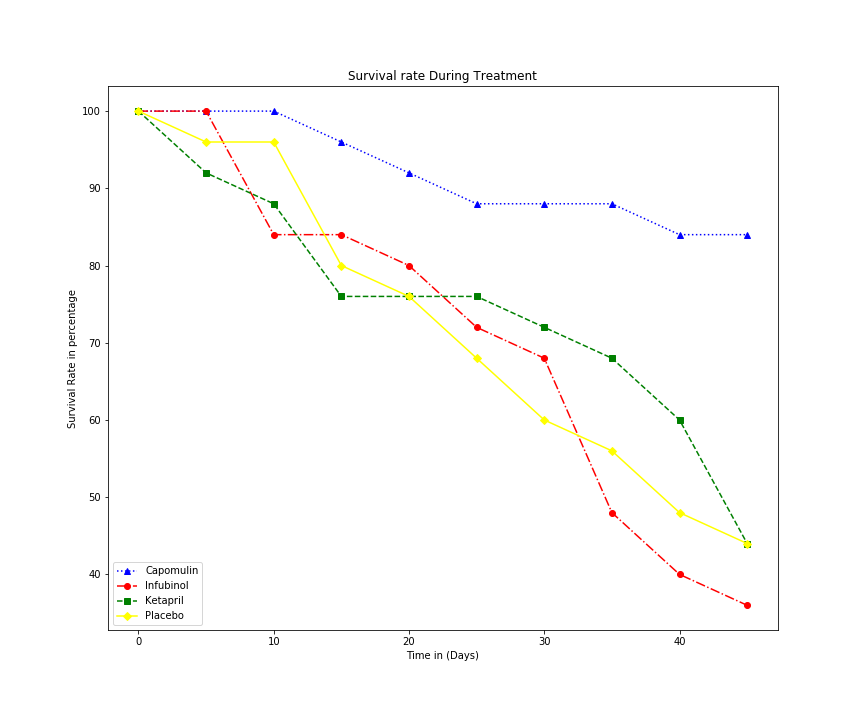 Survival rate During Treatment
Survival Rate in percentage
100
90
80
70
60
50
40
Capomulin
Infubinol
Ketapril
Placebo
0 10 20 30 40
Time in (Days)